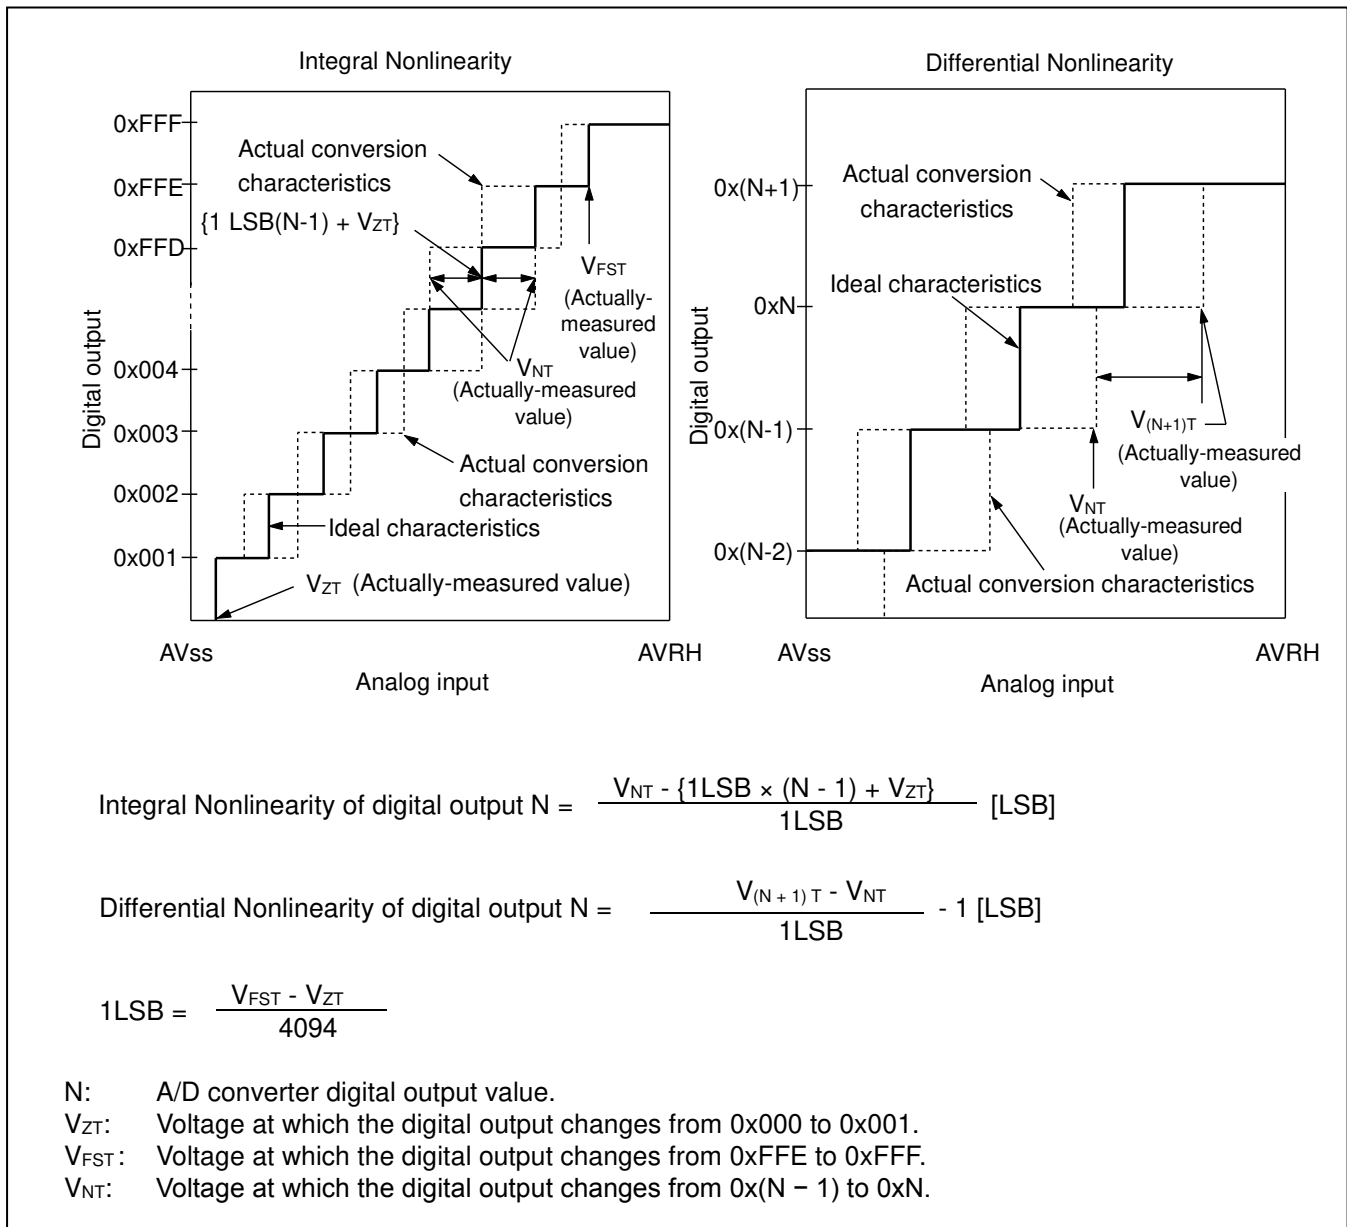 Integral Nonlinearity
0xFFF
0xFFE
0xFFD
0x004
0x003
0x002
0x001
Digital output
Actual conversion
characteristics
{1 LSB(N-1) + VZT}
VFST
(Actually-
measured
value)
VNT
(Actually-measured
value)
Actual conversion
characteristics
Ideal characteristics
VZT (Actually-measured value)
AVss
AVRH
Analog input
Differential Nonlinearity
0x(N+1)
0xN
0x(N-1)
0x(N-2)
Digital output
Actual conversion
characteristics
Ideal characteristics
V(N+1)T
(Actually-measured
value)
VNT
(Actually-measured
value)
Actual conversion characteristics
AVss
AVRH
Analog input
Integral Nonlinearity of digital output N = VNT - {1LSB × (N - 1) + VZT} / 1LSB [LSB]
Differential Nonlinearity of digital output N = V(N + 1) T - VNT / 1LSB - 1 [LSB]
1LSB = VFST - VZT / 4094
N: A/D converter digital output value.
VZT: Voltage at which the digital output changes from 0x000 to 0x001.
VFST: Voltage at which the digital output changes from 0xFFE to 0xFFF.
VNT: Voltage at which the digital output changes from 0x(N − 1) to 0xN.